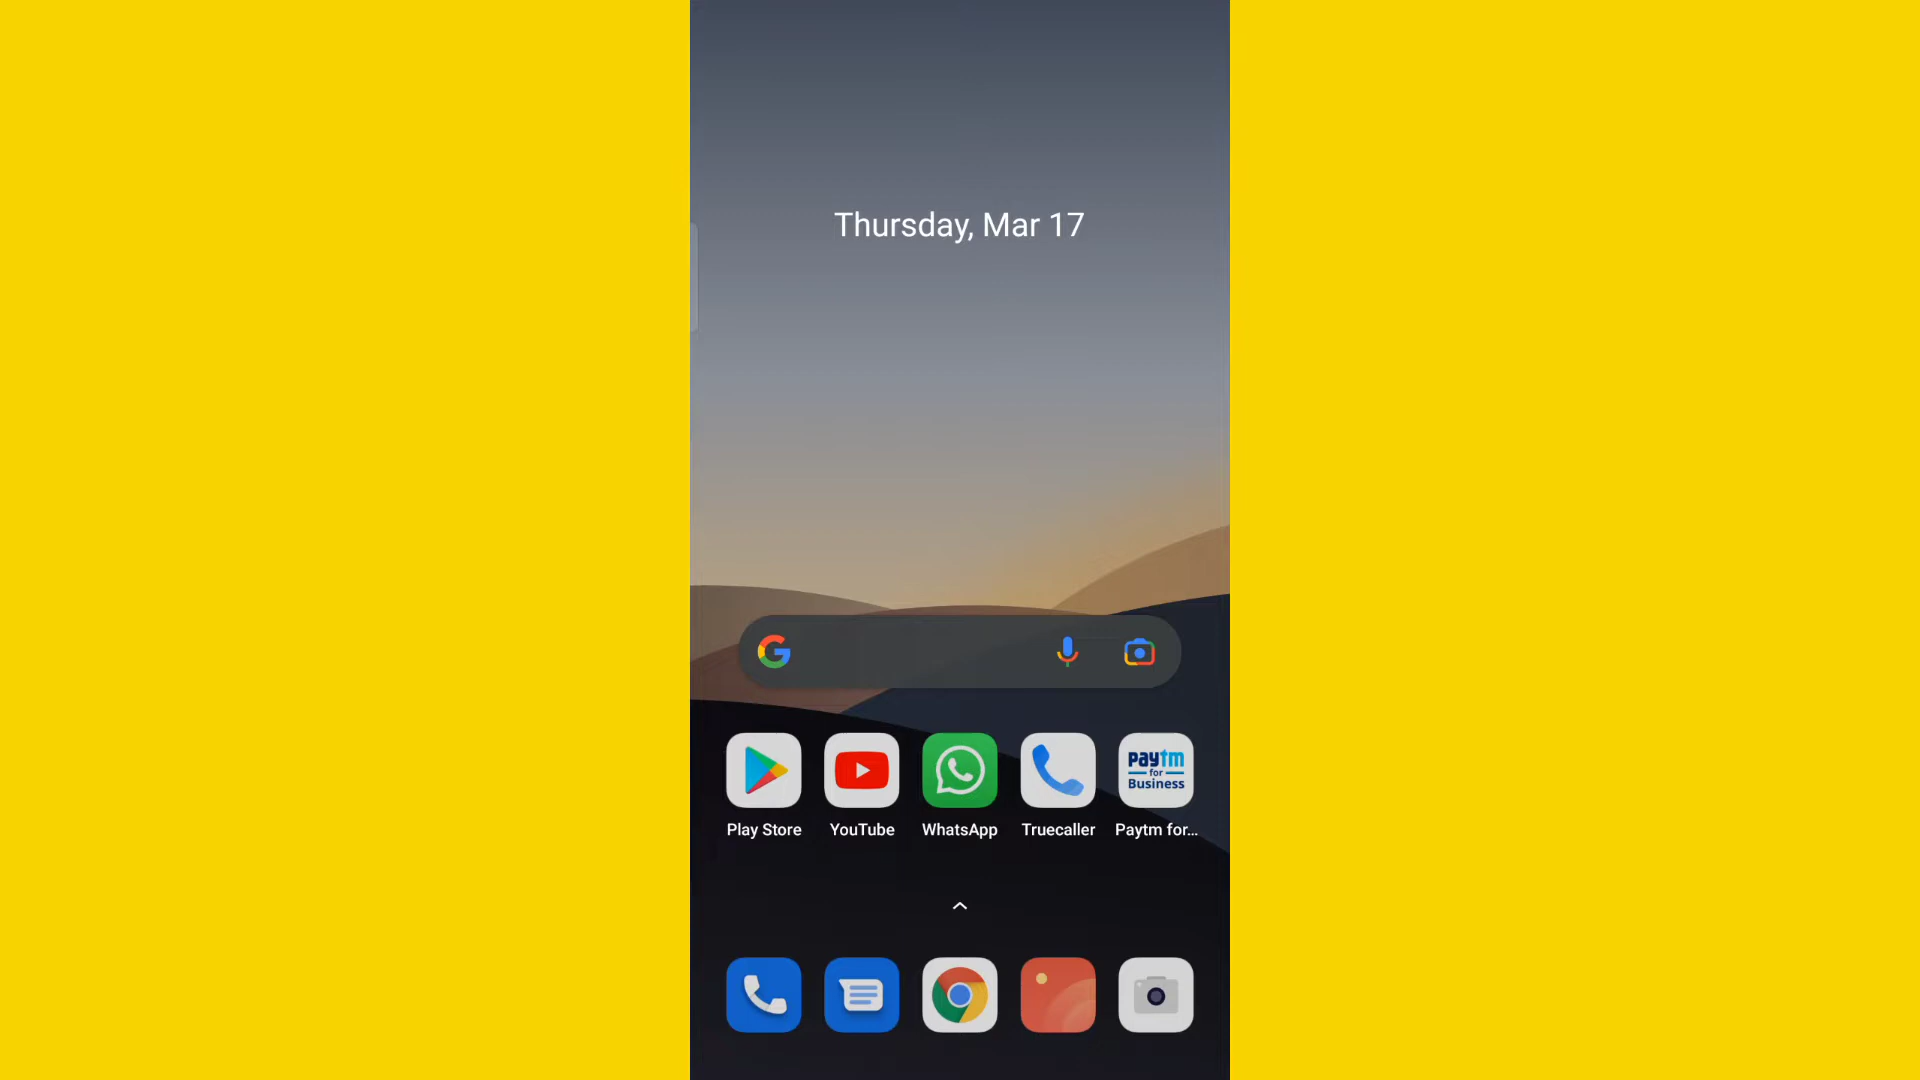 Thursday, Mar 17
G
paytm
for
Business
Play Store
YouTube
WhatsApp
Truecaller
Paytm for...